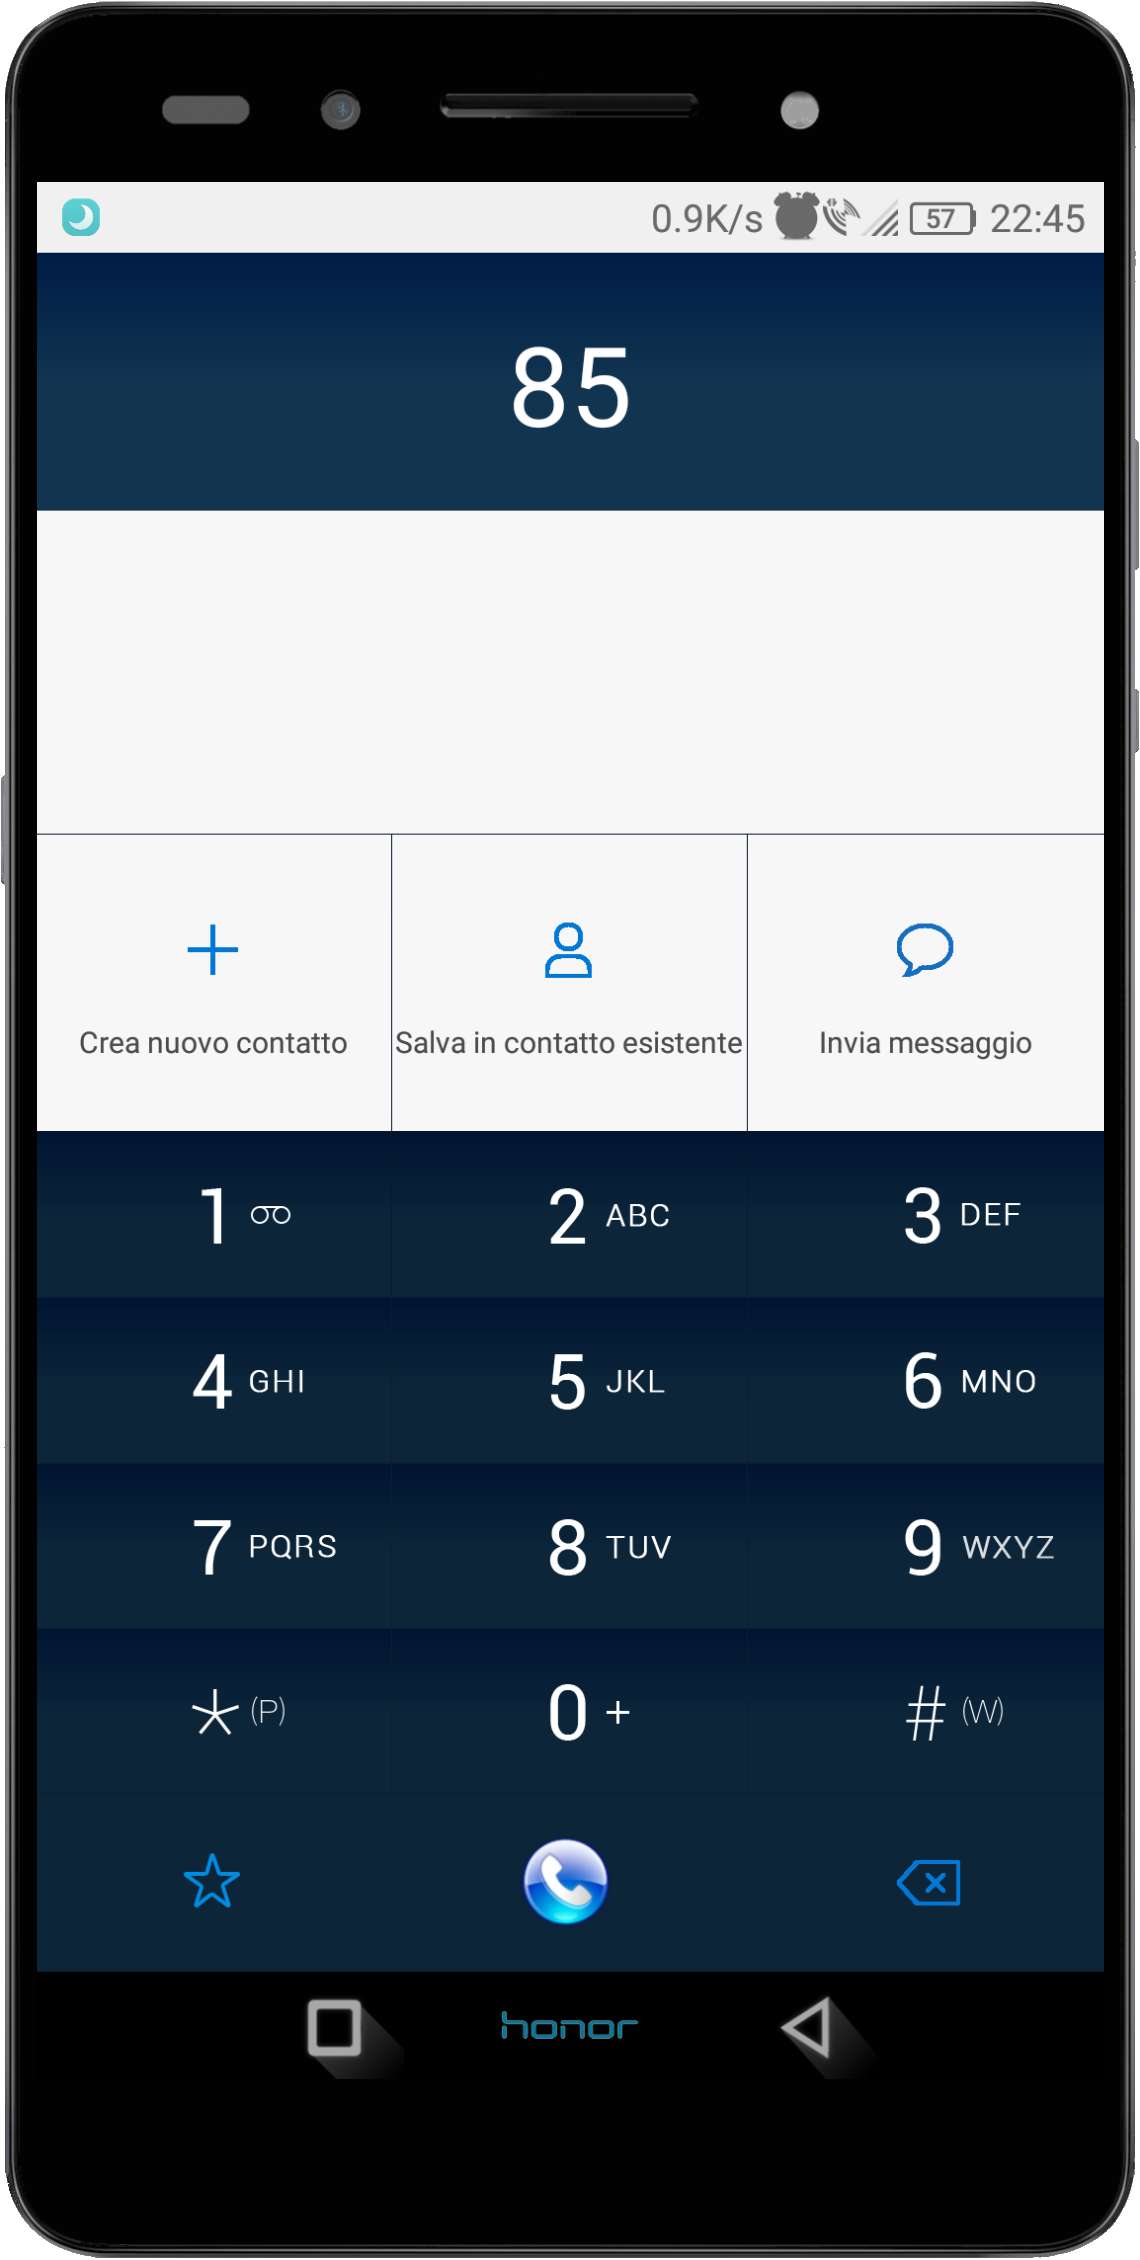 0.9K/s 57 22:45
85
Crea nuovo contatto Salva in contatto esistente Invia messaggio
1 2 ABC 3 DEF
4 GHI 5 JKL 6 MNO
7 PQRS 8 TUV 9 WXYZ
* (P) 0 + # (W)
honor